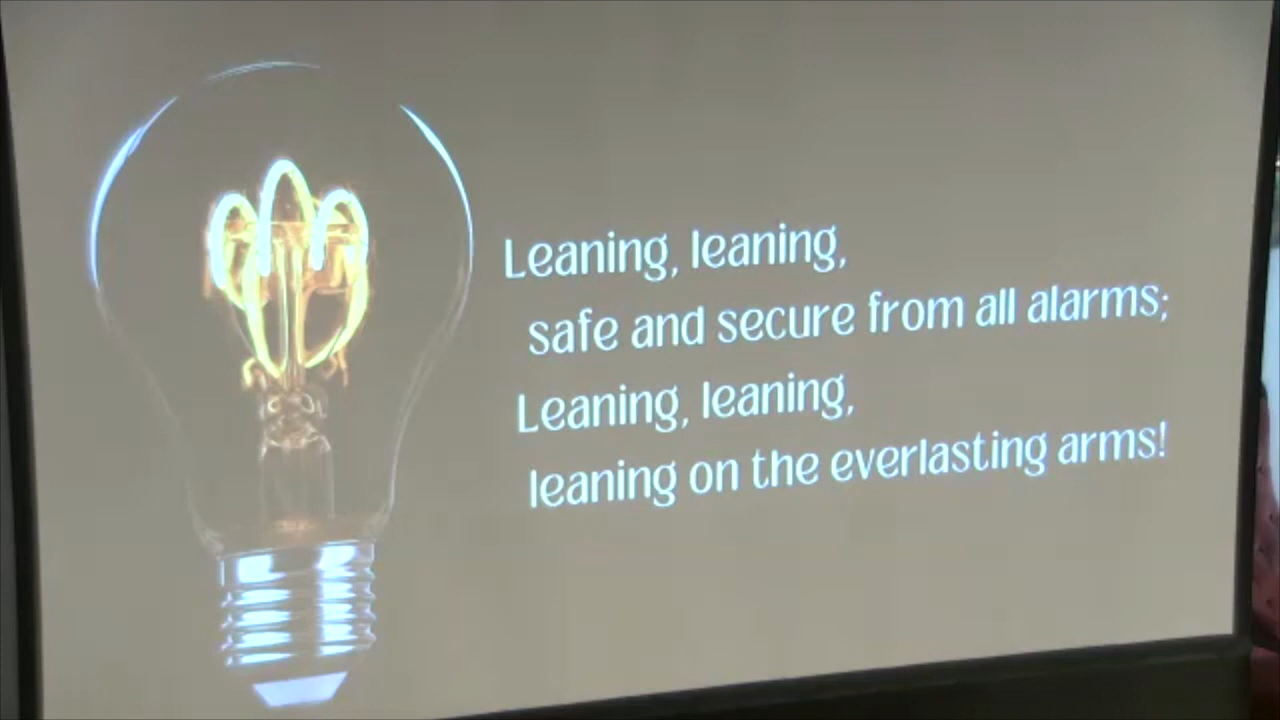 Leaning, leaning,
safe and secure from all alarms;
Leaning, leaning,
leaning on the everlasting arms!